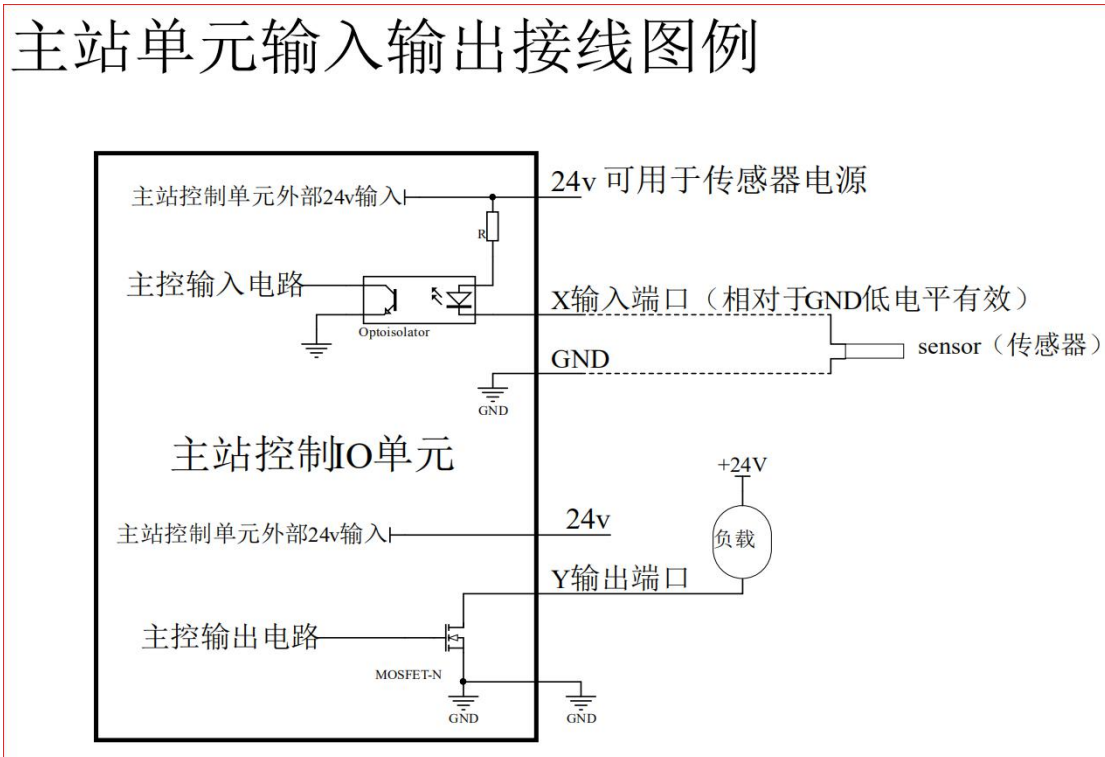 主站单元输入输出接线图例
主站控制单元外部24v输入
24v 可用于传感器电源
R
主控输入电路
Optoisolator
X输入端口（相对于GND低电平有效）
sensor（传感器）
GND
GND
主站控制IO单元
+24V
主站控制单元外部24v输入
24v
负载
Y输出端口
主控输出电路
MOSFET-N
GND
GND